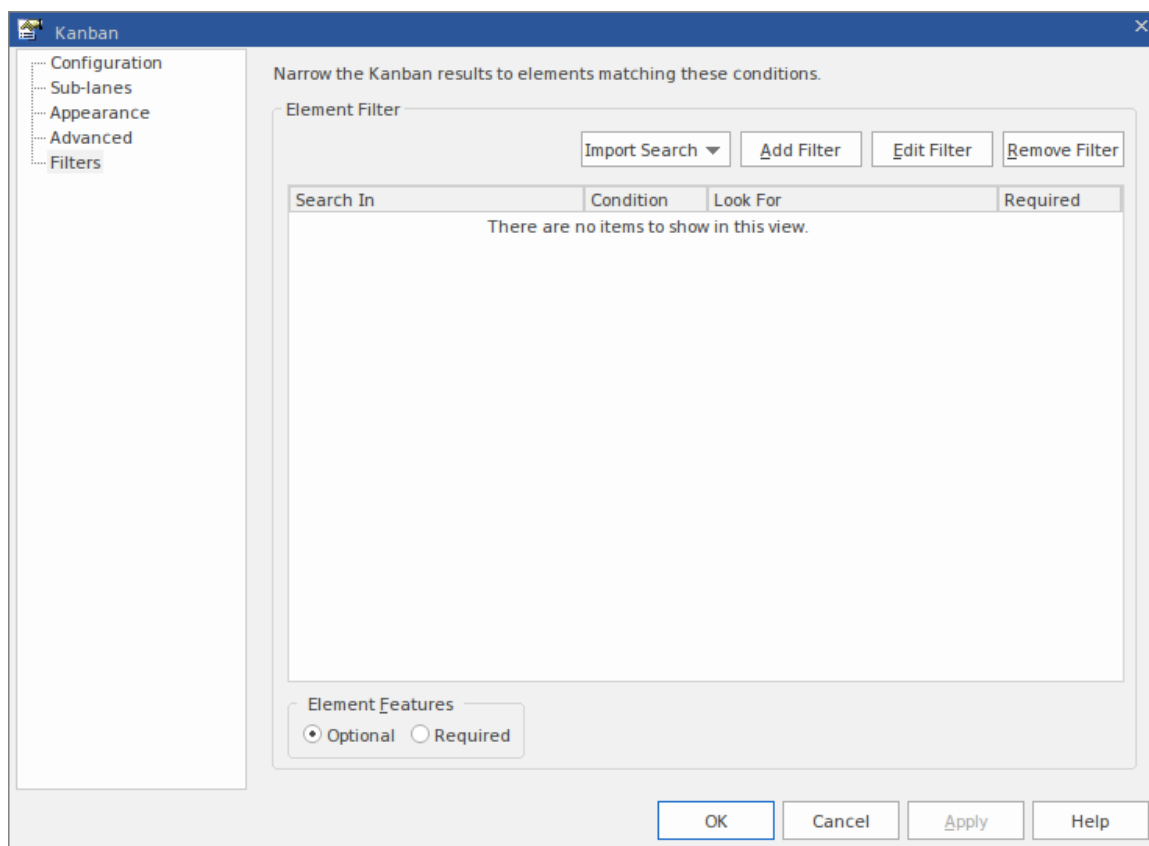 Kanban
Configuration
Sub-lanes
Appearance
Advanced
Filters
Narrow the Kanban results to elements matching these conditions.
Element Filter
Import Search Add Filter Edit Filter Remove Filter
Search In Condition Look For Required
There are no items to show in this view.
Element Features
Optional Required
OK Cancel Apply Help